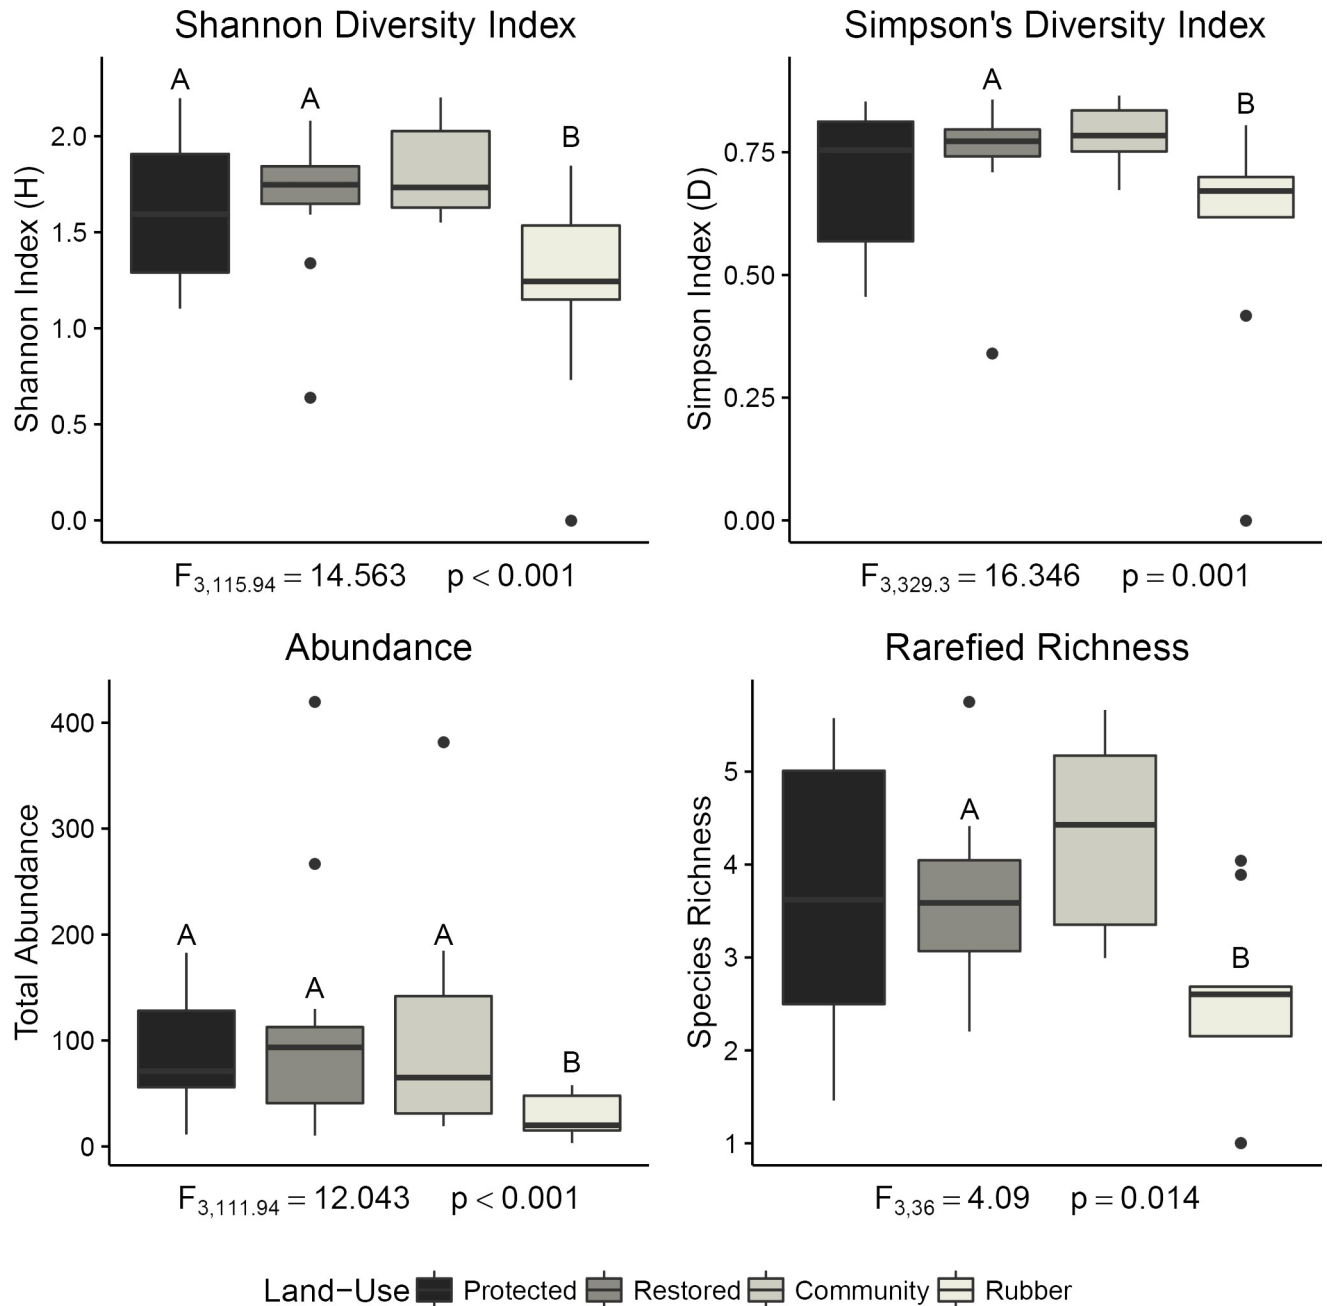 Shannon Diversity Index
Shannon Index (H)
2.0
1.5
1.0
0.5
0.0
A
A
B
F3,115.94 = 14.563 p < 0.001
Simpson's Diversity Index
Simpson Index (D)
0.75
0.50
0.25
0.00
A
B
F3,329.3 = 16.346 p = 0.001
Abundance
Total Abundance
400
300
200
100
0
A
A
A
B
F3,111.94 = 12.043 p < 0.001
Rarefied Richness
Species Richness
5
4
3
2
1
A
B
F3,36 = 4.09 p = 0.014
Land-Use Protected Restored Community Rubber